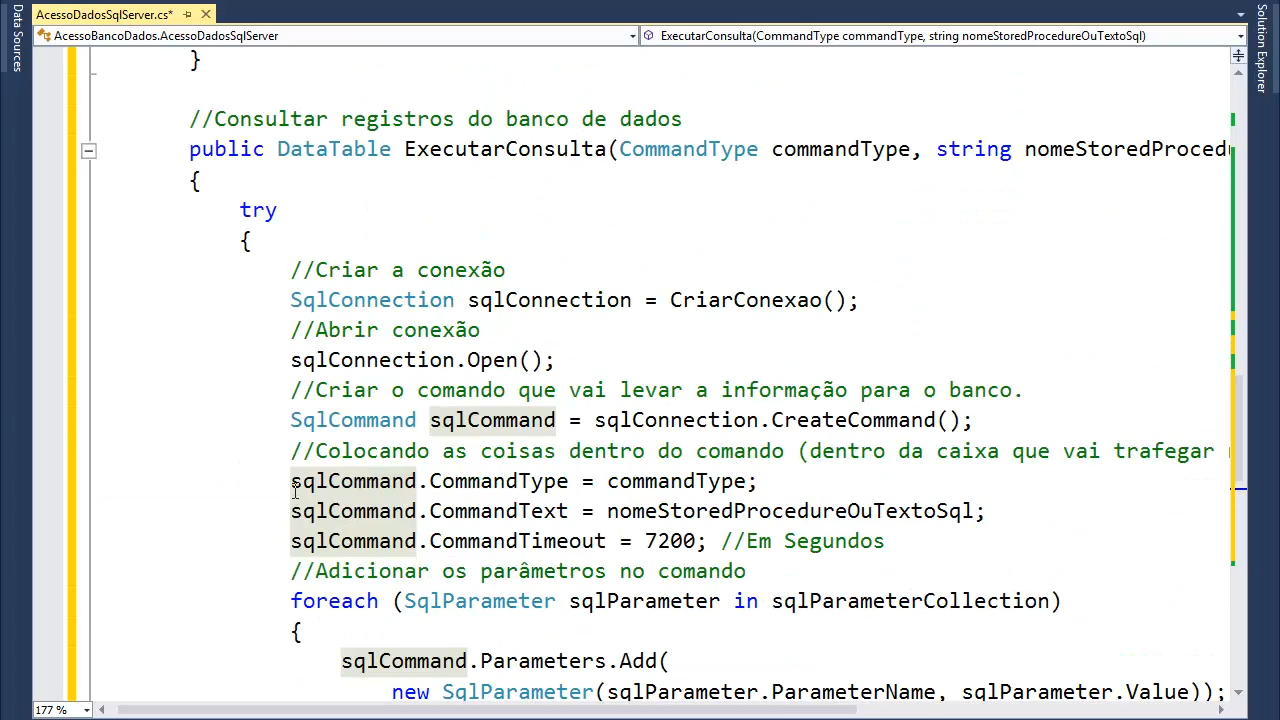 Data Sources
AcessoDadosSqlServer.cs*
Solution Explorer
AcessoBancoDados.AcessoDadosSqlServer
ExecutarConsulta(CommandType commandType, string nomeStoredProcedureOuTextoSql)
}
//Consultar registros do banco de dados
public DataTable ExecutarConsulta(CommandType commandType, string nomeStoredProcedu
{
try
{
//Criar a conexão
SqlConnection sqlConnection = CriarConexao();
//Abrir conexão
sqlConnection.Open();
//Criar o comando que vai levar a informação para o banco.
SqlCommand sqlCommand = sqlConnection.CreateCommand();
//Colocando as coisas dentro do comando (dentro da caixa que vai trafegar
sqlCommand.CommandType = commandType;
sqlCommand.CommandText = nomeStoredProcedureOuTextoSql;
sqlCommand.CommandTimeout = 7200; //Em Segundos
//Adicionar os parâmetros no comando
foreach (SqlParameter sqlParameter in sqlParameterCollection)
{
sqlCommand.Parameters.Add(
new SqlParameter(sqlParameter.ParameterName, sqlParameter.Value));
177 %